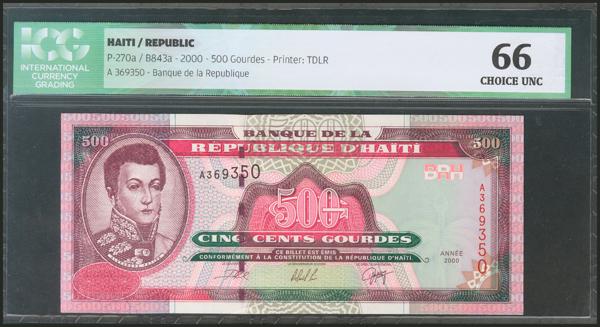 ICG
INTERNATIONAL
CURRENCY
GRADING
HAITI / REPUBLIC
P-270a / B843a - 2000 - 500 Gourdes - Printer: TDLR
A 369350 - Banque de la Republique
66
CHOICE UNC
BANQUE DE LA
RÉPUBLIQUE D'HAÏTI
500
500
A369350
BRH
500
A369350
CINQ CENTS GOURDES
CE BILLET EST ÉMIS
CONFORMÉMENT A LA CONSTITUTION DE LA RÉPUBLIQUE D'HAÏTI
ANNÉE
2000